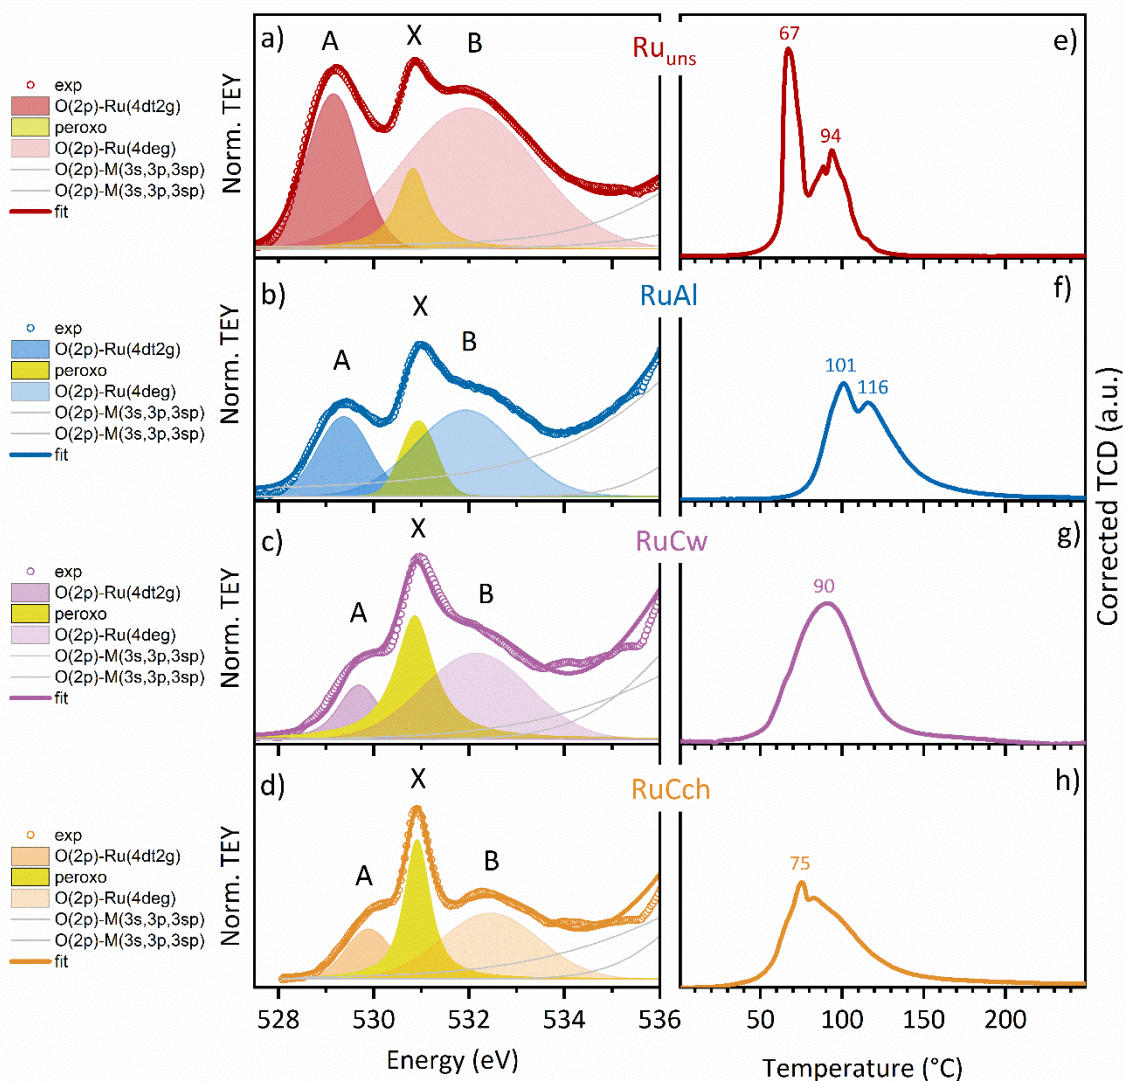 a)
A
X
B
Ru_uns
67
94
e)
exp
O(2p)-Ru(4dt2g)
peroxo
O(2p)-Ru(4deg)
O(2p)-M(3s,3p,3sp)
O(2p)-M(3s,3p,3sp)
fit
Norm. TEY
b)
A
X
B
RuAl
101
116
f)
exp
O(2p)-Ru(4dt2g)
peroxo
O(2p)-Ru(4deg)
O(2p)-M(3s,3p,3sp)
O(2p)-M(3s,3p,3sp)
fit
Norm. TEY
c)
A
X
B
RuCw
90
g)
exp
O(2p)-Ru(4dt2g)
peroxo
O(2p)-Ru(4deg)
O(2p)-M(3s,3p,3sp)
O(2p)-M(3s,3p,3sp)
fit
Norm. TEY
d)
A
X
B
RuCch
75
h)
exp
O(2p)-Ru(4dt2g)
peroxo
O(2p)-Ru(4deg)
O(2p)-M(3s,3p,3sp)
O(2p)-M(3s,3p,3sp)
fit
Norm. TEY
Corrected TCD (a.u.)
528 530 532 534 536
50 100 150 200
Energy (eV)
Temperature (°C)